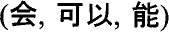 (会, 可以, 能)